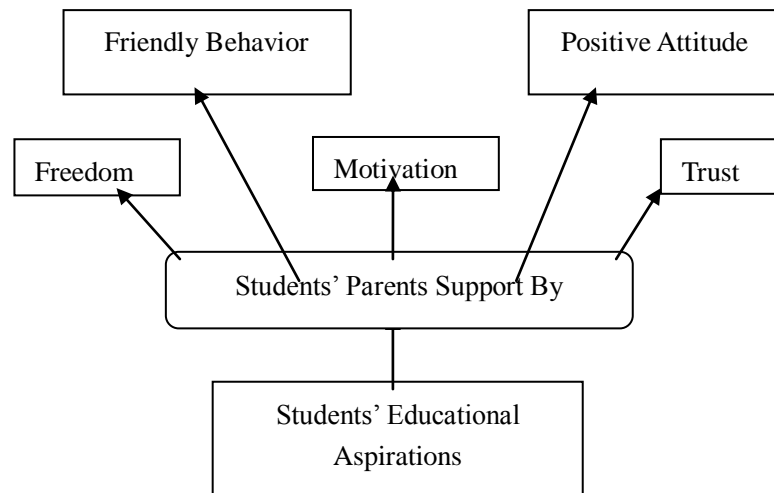 Friendly Behavior
Positive Attitude
Freedom
Motivation
Trust
Students’ Parents Support By
Students’ Educational
Aspirations